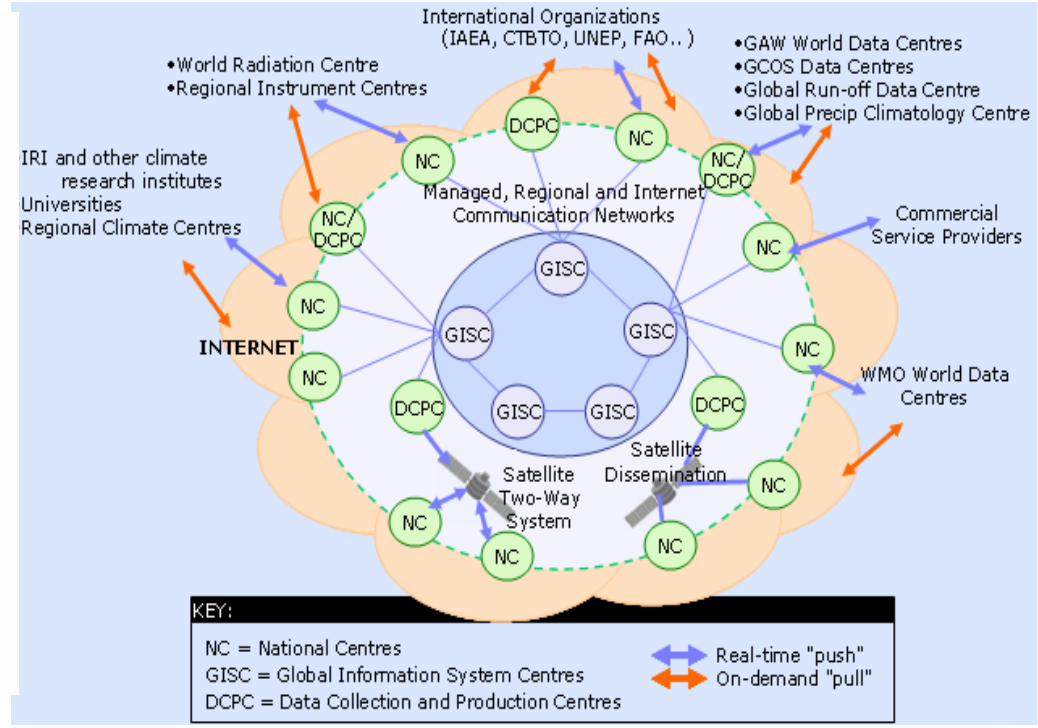 International Organizations
(IAEA, CTBTO, UNEP, FAO.. )
•World Radiation Centre
•Regional Instrument Centres
•GAW World Data Centres
•GCOS Data Centres
•Global Run-off Data Centre
•Global Precip Climatology Centre
IRI and other climate
research institutes
Universities
Regional Climate Centres
Commercial
Service Providers
WMO World Data
Centres
DCPC
NC
NC
NC/
DCPC
NC/
DCPC
NC
NC
NC
NC
Managed, Regional and Internet
Communication Networks
GISC
GISC
GISC
GISC
GISC
INTERNET
DCPC
DCPC
Satellite
Two-Way
System
Satellite
Dissemination
NC
NC
NC
NC
KEY:
NC = National Centres
GISC = Global Information System Centres
DCPC = Data Collection and Production Centres
Real-time "push"
On-demand "pull"